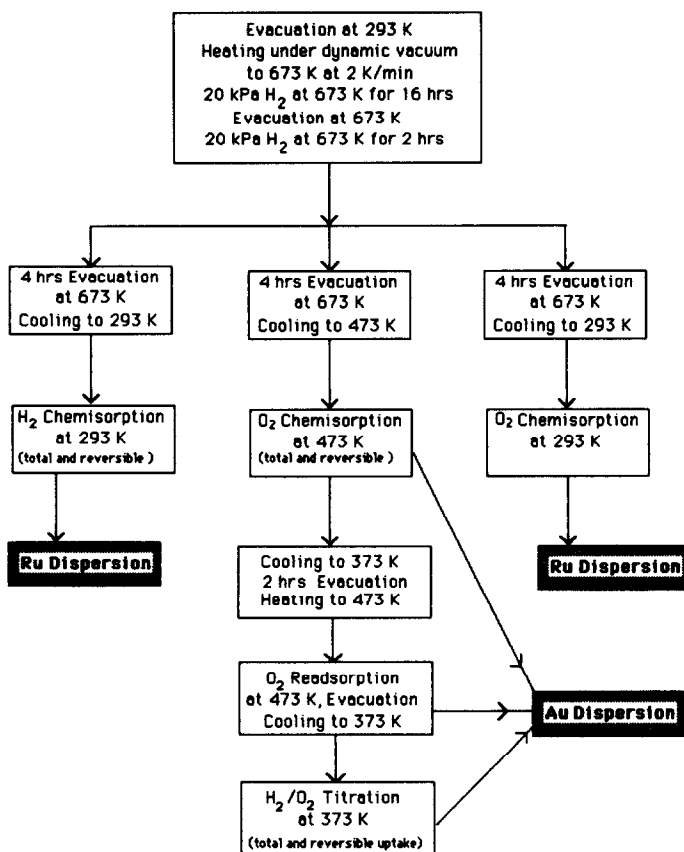 Evacuation at 293 K
Heating under dynamic vacuum
to 673 K at 2 K/min
20 kPa H2 at 673 K for 16 hrs
Evacuation at 673 K
20 kPa H2 at 673 K for 2 hrs
4 hrs Evacuation
at 673 K
Cooling to 293 K
4 hrs Evacuation
at 673 K
Cooling to 473 K
4 hrs Evacuation
at 673 K
Cooling to 293 K
H2 Chemisorption
at 293 K
(total and reversible )
O2 Chemisorption
at 473 K
(total and reversible )
O2 Chemisorption
at 293 K
Ru Dispersion
Cooling to 373 K
2 hrs Evacuation
Heating to 473 K
Ru Dispersion
O2 Readsorption
at 473 K, Evacuation
Cooling to 373 K
Au Dispersion
H2/O2 Titration
at 373 K
(total and reversible uptake)